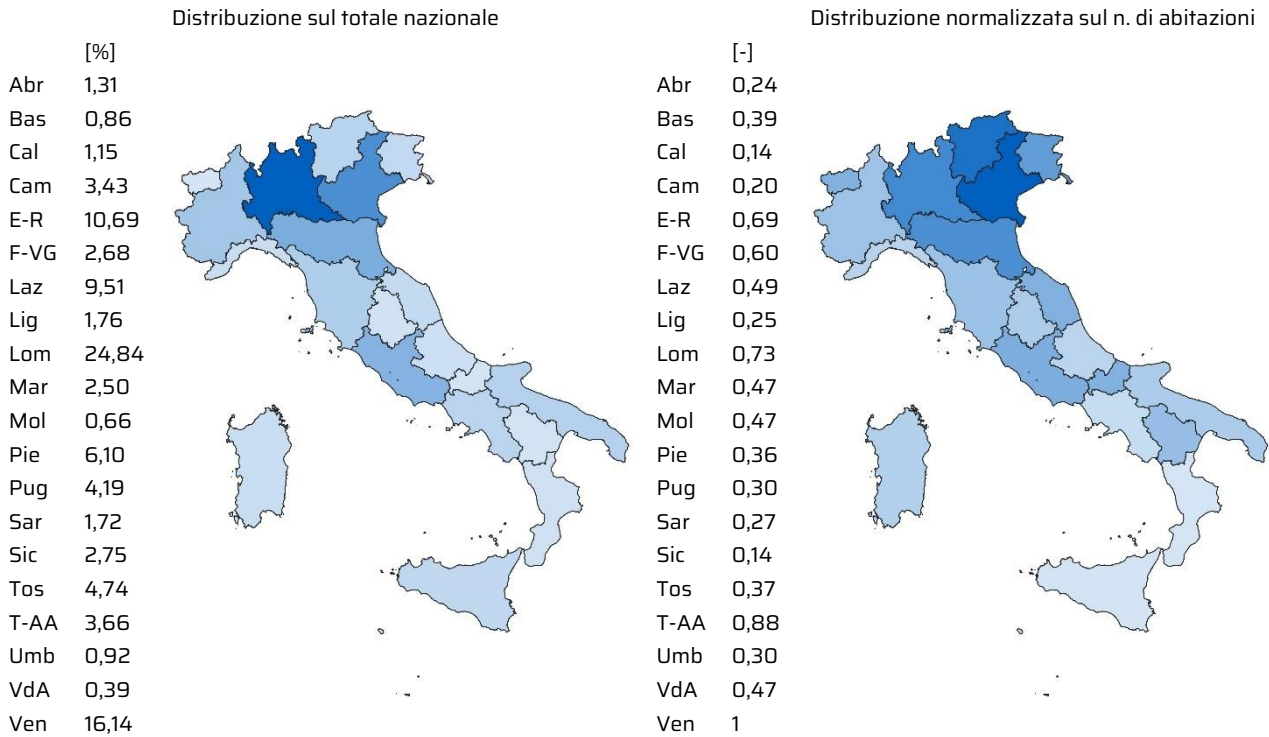 Distribuzione sul totale nazionale
[%]
Abr 1,31
Bas 0,86
Cal 1,15
Cam 3,43
E-R 10,69
F-VG 2,68
Laz 9,51
Lig 1,76
Lom 24,84
Mar 2,50
Mol 0,66
Pie 6,10
Pug 4,19
Sar 1,72
Sic 2,75
Tos 4,74
T-AA 3,66
Umb 0,92
VdA 0,39
Ven 16,14
Distribuzione normalizzata sul n. di abitazioni
[-]
Abr 0,24
Bas 0,39
Cal 0,14
Cam 0,20
E-R 0,69
F-VG 0,60
Laz 0,49
Lig 0,25
Lom 0,73
Mar 0,47
Mol 0,47
Pie 0,36
Pug 0,30
Sar 0,27
Sic 0,14
Tos 0,37
T-AA 0,88
Umb 0,30
VdA 0,47
Ven 1